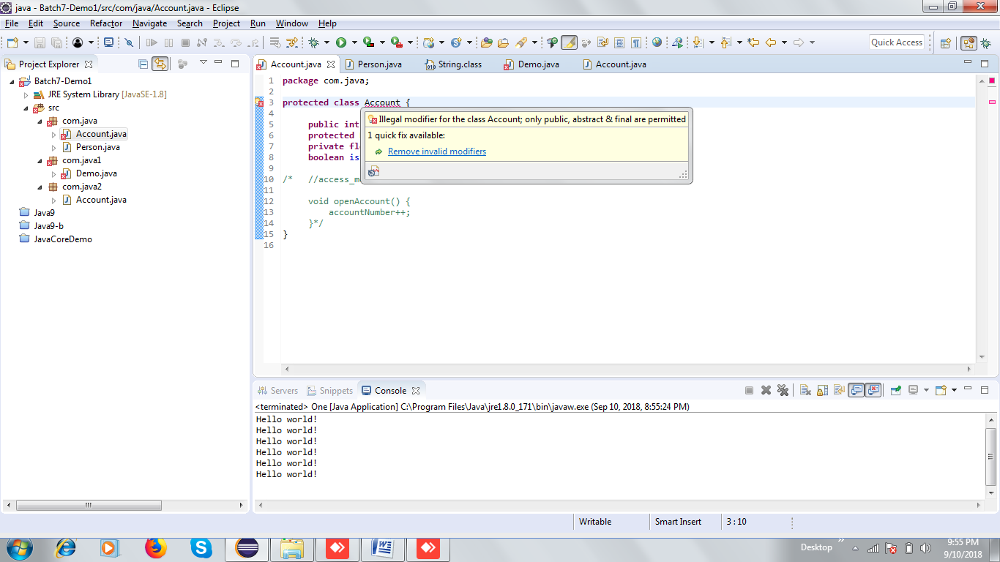 java - Batch7-Demo1/src/com/java/Account.java - Eclipse
File Edit Source Refactor Navigate Search Project Run Window Help
Quick Access
Project Explorer
Batch7-Demo1
JRE System Library [JavaSE-1.8]
src
com.java
Account.java
Person.java
com.java1
Demo.java
com.java2
Account.java
Java9
Java9-b
JavaCoreDemo
Account.java Person.java String.class Demo.java Account.java
1 package com.java;
2
3 protected class Account {
4
5 public int
6 protected
7 private flo
8 boolean is
9
10 /* //access_m
11
12 void openAccount() {
13 accountNumber++;
14 }*/
15 }
16
Illegal modifier for the class Account; only public, abstract & final are permitted
1 quick fix available:
Remove invalid modifiers
Servers Snippets Console
<terminated> One [Java Application] C:\Program Files\Java\jre1.8.0_171\bin\javaw.exe (Sep 10, 2018, 8:55:24 PM)
Hello world!
Hello world!
Hello world!
Hello world!
Hello world!
Hello world!
Writable Smart Insert 3 : 10
Desktop
9:55 PM
9/10/2018